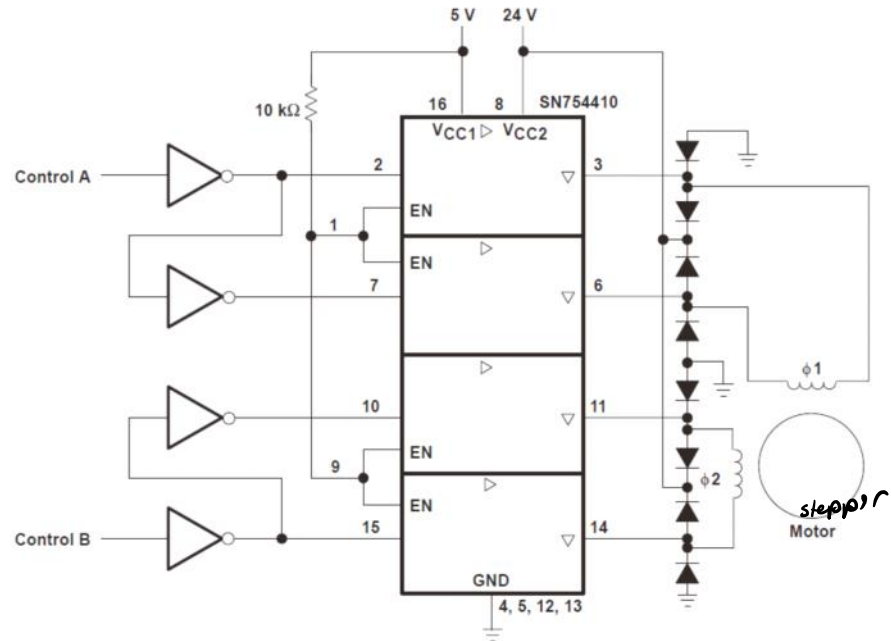 5 V
24 V
10 kΩ
16
8
SN754410
VCC1
VCC2
Control A
2
3
EN
1
EN
7
6
ϕ1
10
11
EN
9
ϕ2
EN
Control B
15
14
Motor
GND
4, 5, 12, 13